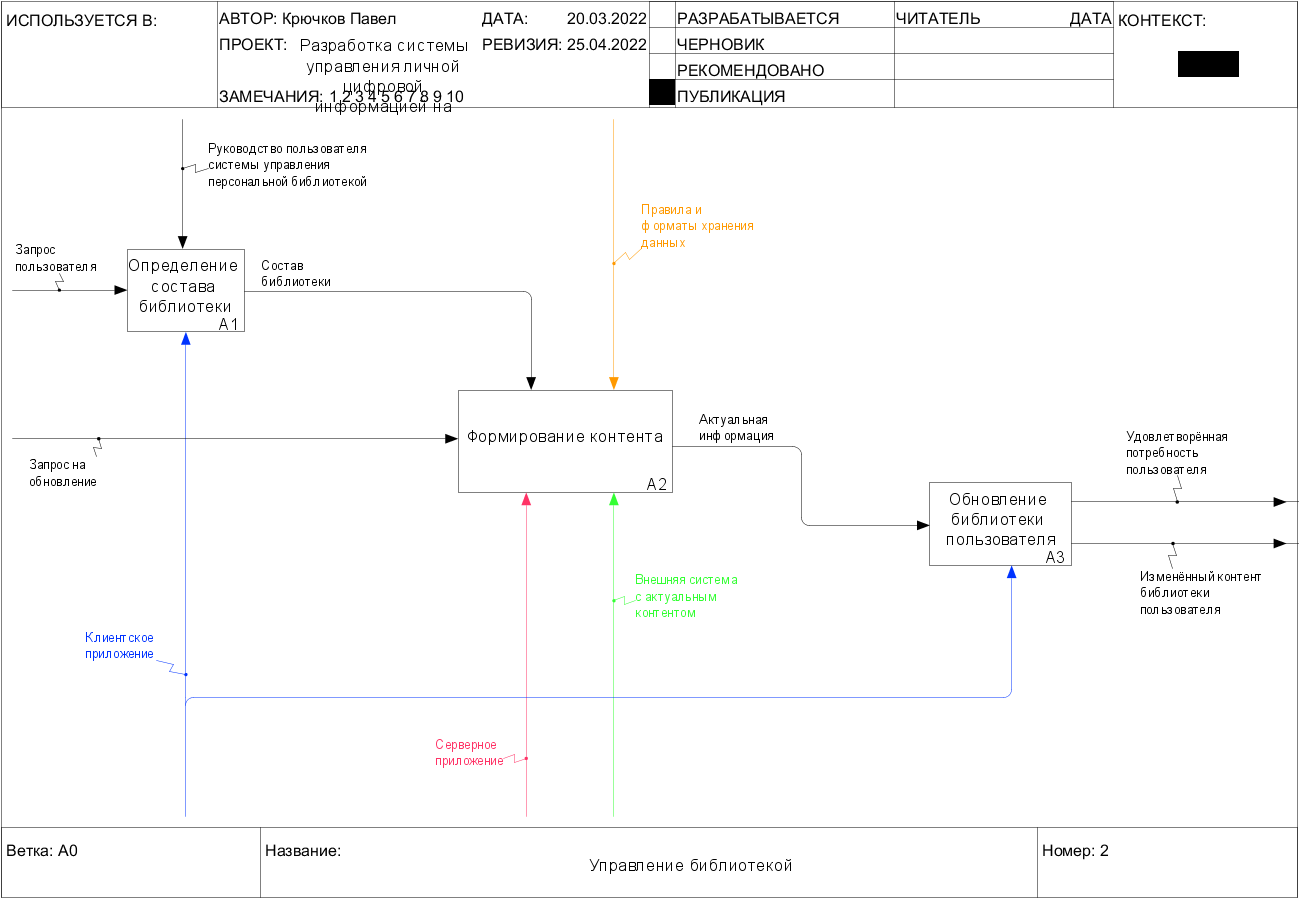 ИСПОЛЬЗУЕТСЯ В:
АВТОР: Крючков Павел
ДАТА: 20.03.2022
РАЗРАБАТЫВАЕТСЯ
ЧИТАТЕЛЬ
ДАТА
КОНТЕКСТ:
ПРОЕКТ: Разработка системы
управления личной
цифровой
информацией на
РЕВИЗИЯ: 25.04.2022
ЧЕРНОВИК
РЕКОМЕНДОВАНО
ЗАМЕЧАНИЯ: 1 2 3 4 5 6 7 8 9 10
ПУБЛИКАЦИЯ
Руководство пользователя
системы управления
персональной библиотекой
Правила и
форматы хранения
данных
Запрос
пользователя
Определение
состава
библиотеки
A1
Состав
библиотеки
Формирование контента
A2
Актуальная
информация
Запрос на
обновление
Удовлетворённая
потребность
пользователя
Обновление
библиотеки
пользователя
A3
Изменённый контент
библиотеки
пользователя
Внешняя система
с актуальным
контентом
Клиентское
приложение
Серверное
приложение
Ветка: A0
Название:
Управление библиотекой
Номер: 2